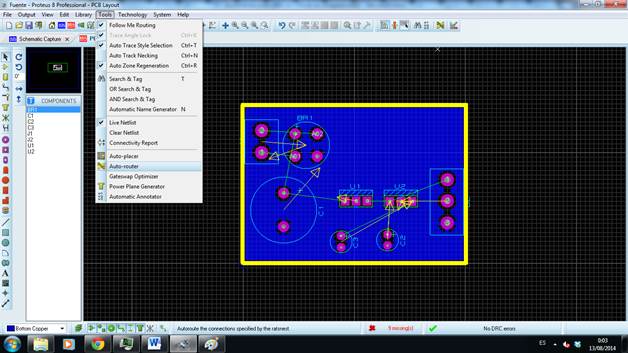 Fuente - Proteus 8 Professional - PCB Layout
File Output View Edit Library Tools Technology System Help
Schematic Capture
Follow Me Routing
Trace Angle Lock Ctrl+K
Auto Trace Style Selection Ctrl+T
Auto Track Necking Ctrl+N
Auto Zone Regeneration Ctrl+R
Search & Tag T
OR Search & Tag
AND Search & Tag
Automatic Name Generator N
Live Netlist
Clear Netlist
Connectivity Report
Auto-placer
Auto-router
Gateswap Optimizer
Power Plane Generator
Automatic Annotator
0°
T COMPONENTS
BR1
C1
C2
C3
J1
J2
U1
U2
BR1
U1
U2
Bottom Copper
Autoroute the connections specified by the ratsnest.
9 missing(s)
No DRC errors
ES
0:03
13/08/2014